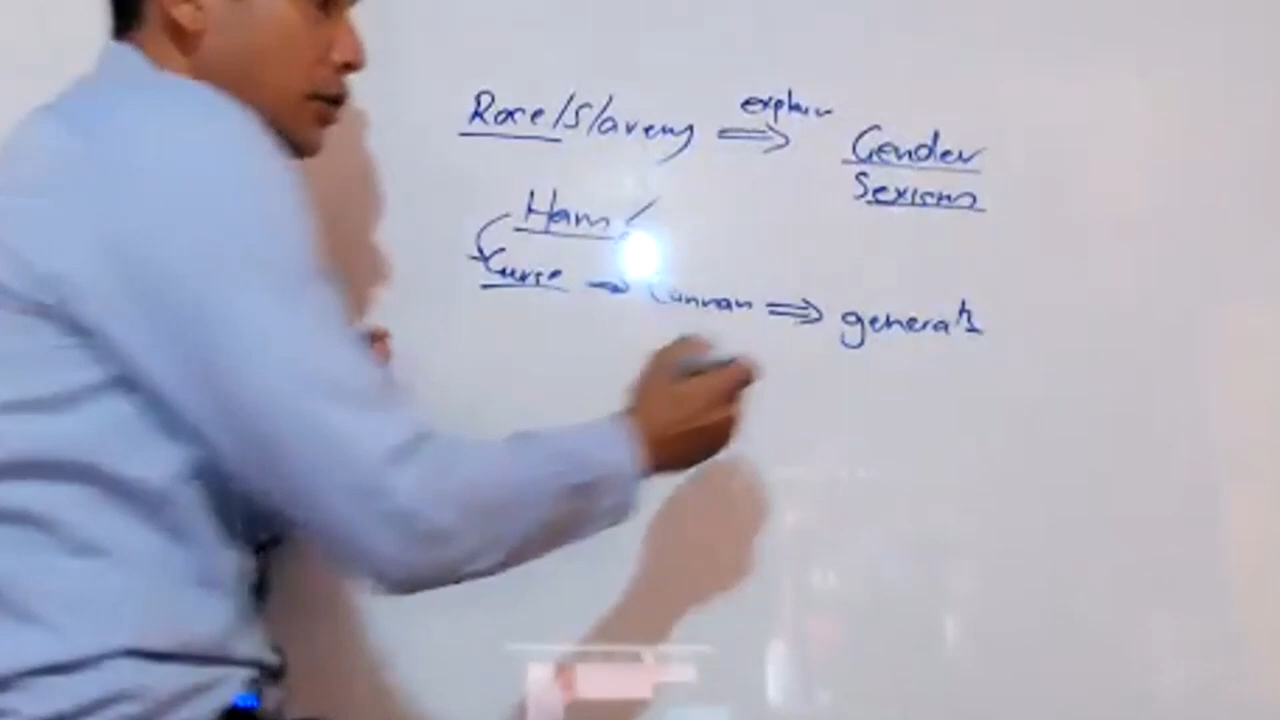 Race/Slavery ⇒ explain Gender
Sexism
Ham
Curse → Cannan ⇒ generat